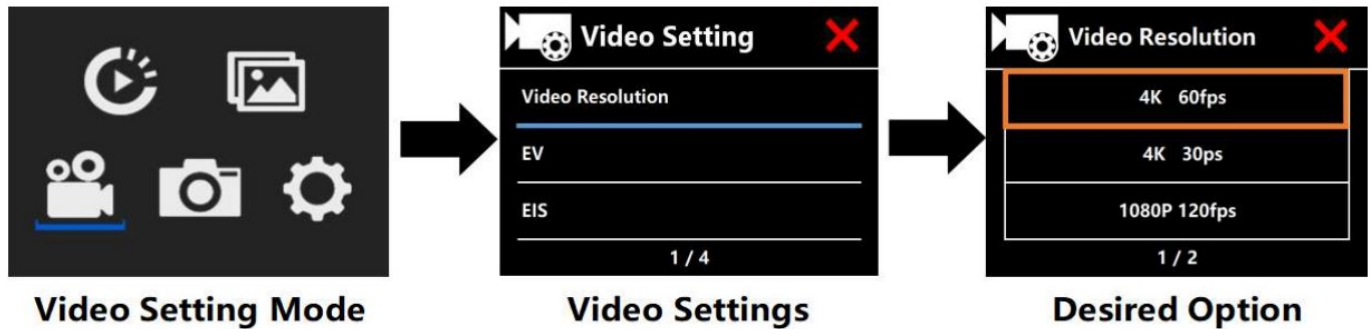 Video Setting
Video Resolution
EV
EIS
1 / 4
Video Resolution
4K 60fps
4K 30ps
1080P 120fps
1 / 2
Video Setting Mode
Video Settings
Desired Option